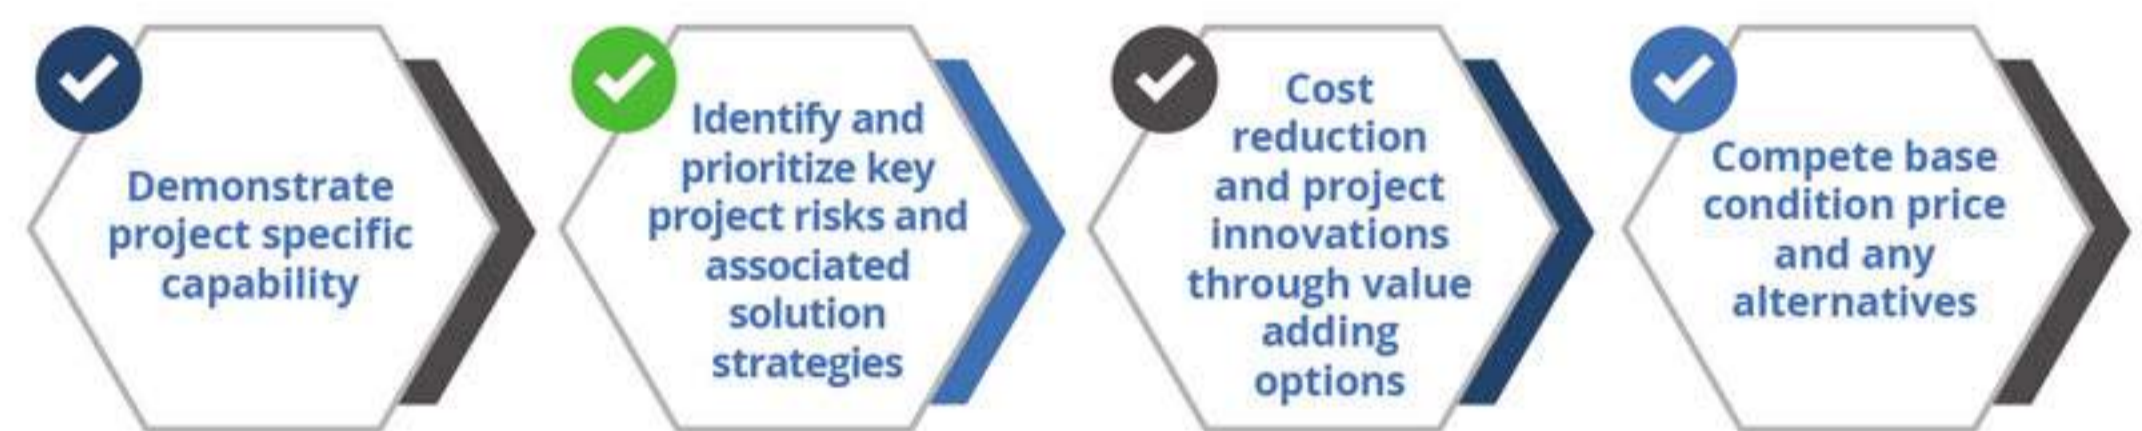 Demonstrate
project specific
capability
Identify and
prioritize key
project risks and
associated
solution
strategies
Cost
reduction
and project
innovations
through value
adding
options
Compete base
condition price
and any
alternatives